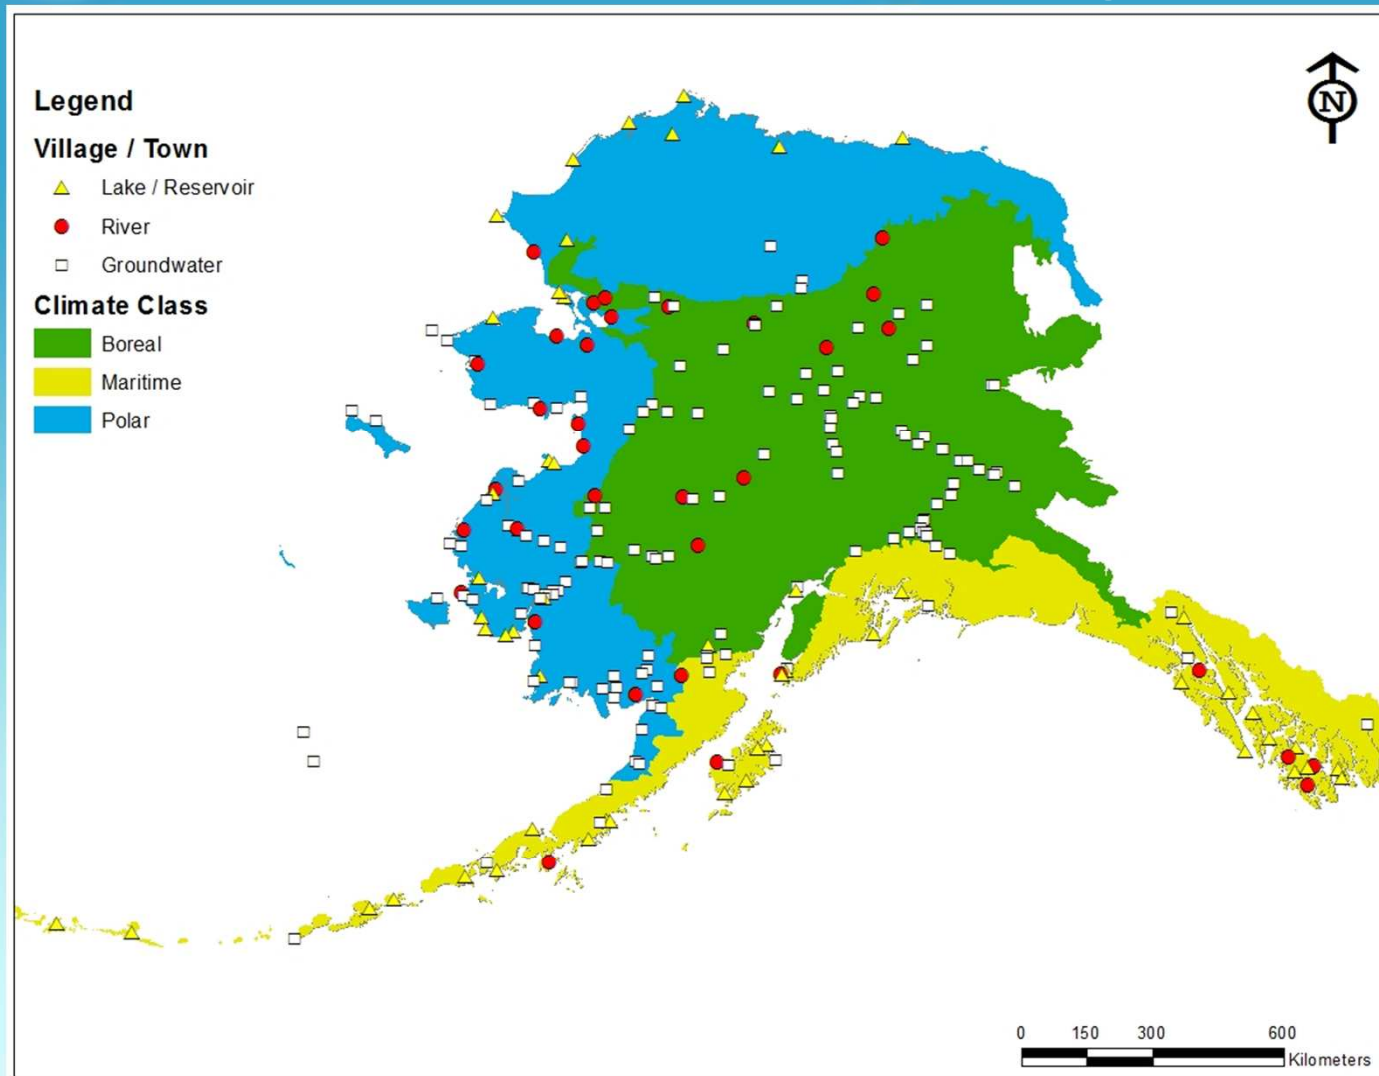 N
Legend
Village / Town
Lake / Reservoir
River
Groundwater
Climate Class
Boreal
Maritime
Polar
0 150 300 600
Kilometers